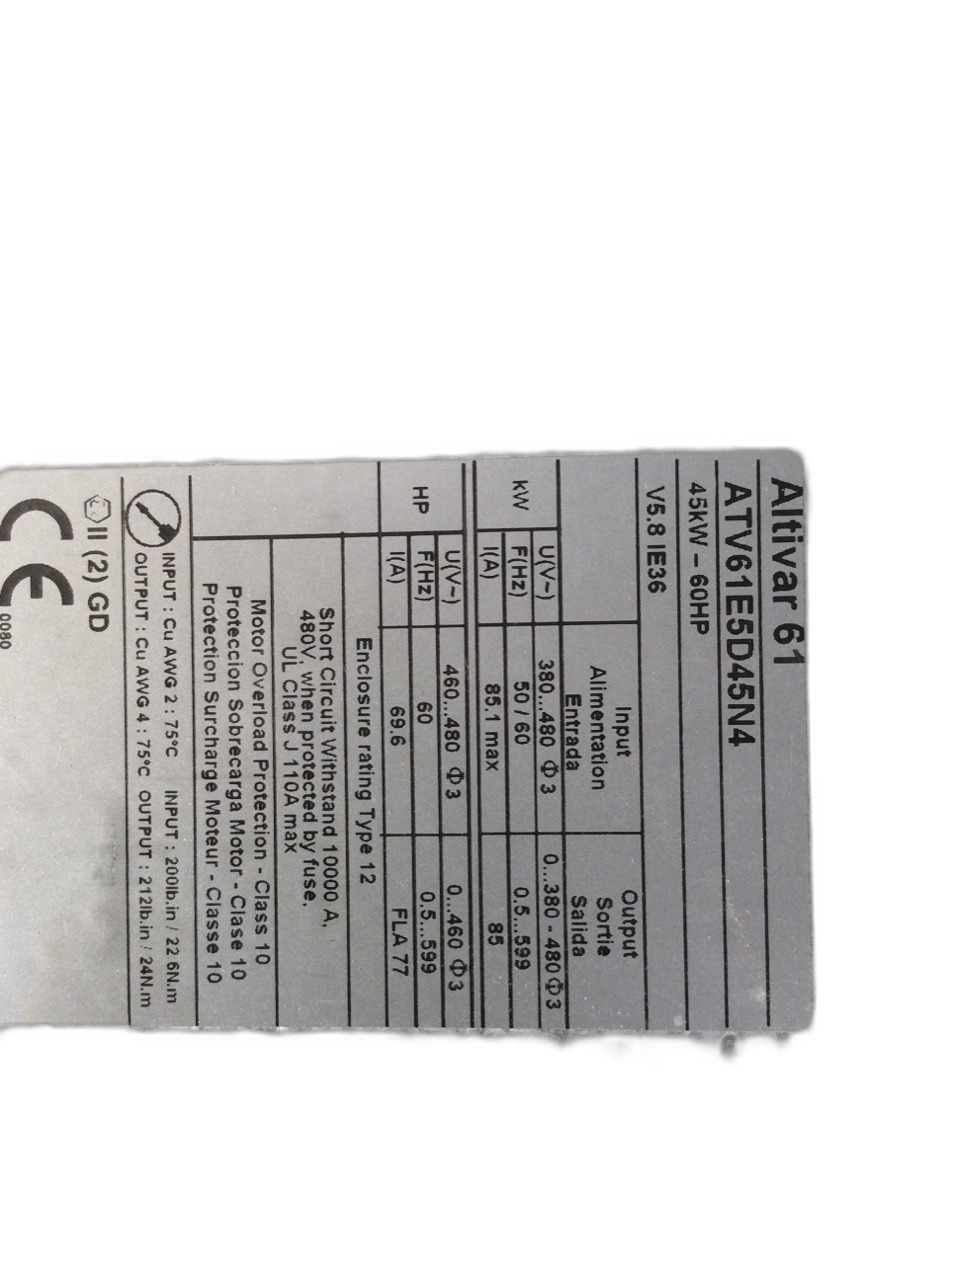 Altivar 61
ATV61E5D45N4
45kW – 60HP
V5.8 IE36
Input Output
Alimentation Sortie
Entrada Salida
kW U(V~) 380...480 Φ3 0...380 - 480Φ3
F(Hz) 50 / 60 0.5...599
I(A) 85.1 max 85
HP U(V~) 460...480 Φ3 0...460 Φ3
F(Hz) 60 0.5...599
I(A) 69.6 FLA 77
Enclosure rating Type 12
Short Circuit Withstand 10000 A,
480V, when protected by fuse,
UL Class J 110A max
Motor Overload Protection - Class 10
Proteccion Sobrecarga Motor - Clase 10
Protection Surcharge Moteur - Classe 10
INPUT : Cu AWG 2 : 75°C INPUT : 200lb.in / 22 6N.m
OUTPUT : Cu AWG 4 : 75°C OUTPUT : 212lb.in / 24N.m
Ex II (2) GD
CE 0080